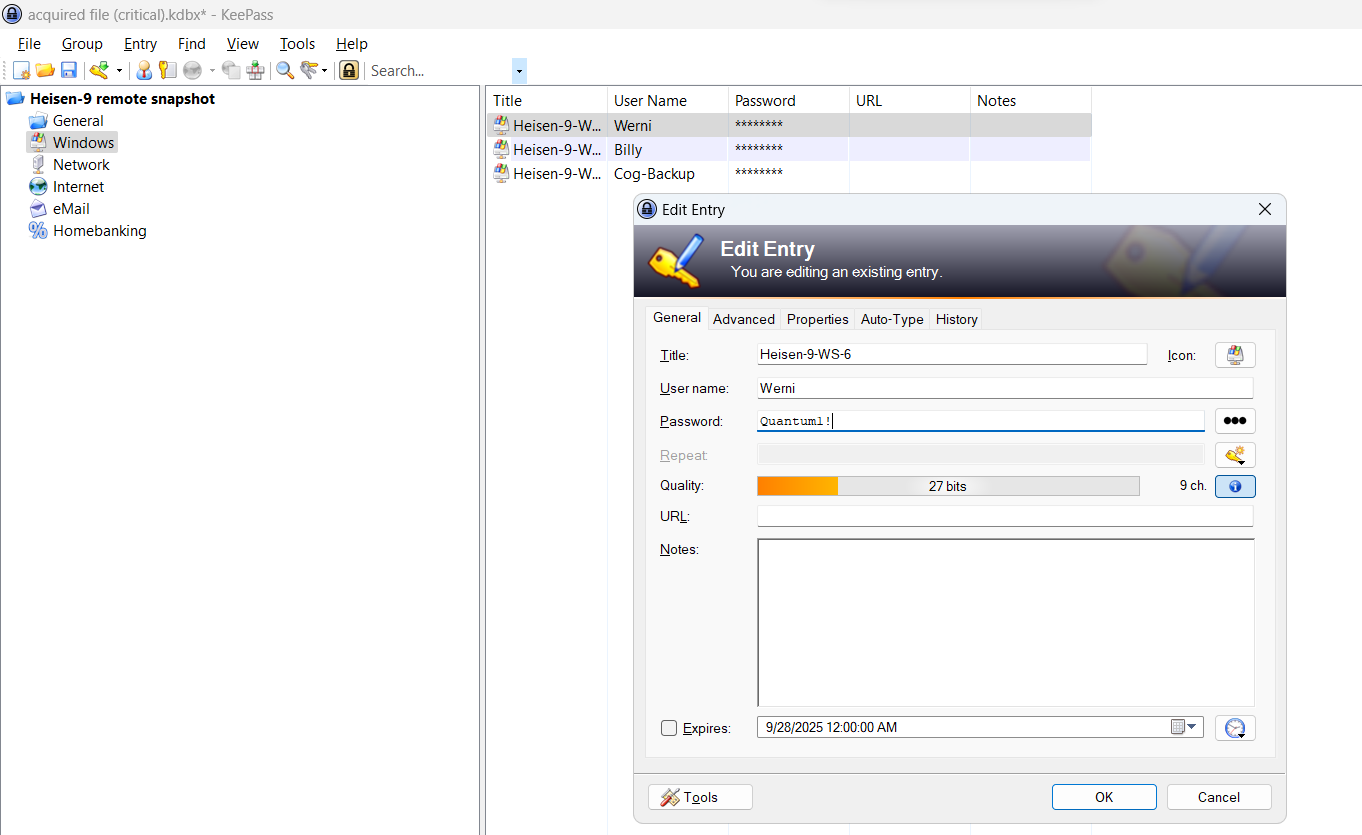 acquired file (critical).kdbx* - KeePass
File Group Entry Find View Tools Help
Search...
Heisen-9 remote snapshot
General
Windows
Network
Internet
eMail
Homebanking
Title User Name Password URL Notes
Heisen-9-W... Werni ********
Heisen-9-W... Billy ********
Heisen-9-W... Cog-Backup ********
Edit Entry
Edit Entry
You are editing an existing entry.
General Advanced Properties Auto-Type History
Title: Heisen-9-WS-6 Icon:
User name: Werni
Password: Quantum1!
Repeat:
Quality: 27 bits 9 ch.
URL:
Notes:
Expires: 9/28/2025 12:00:00 AM
Tools OK Cancel